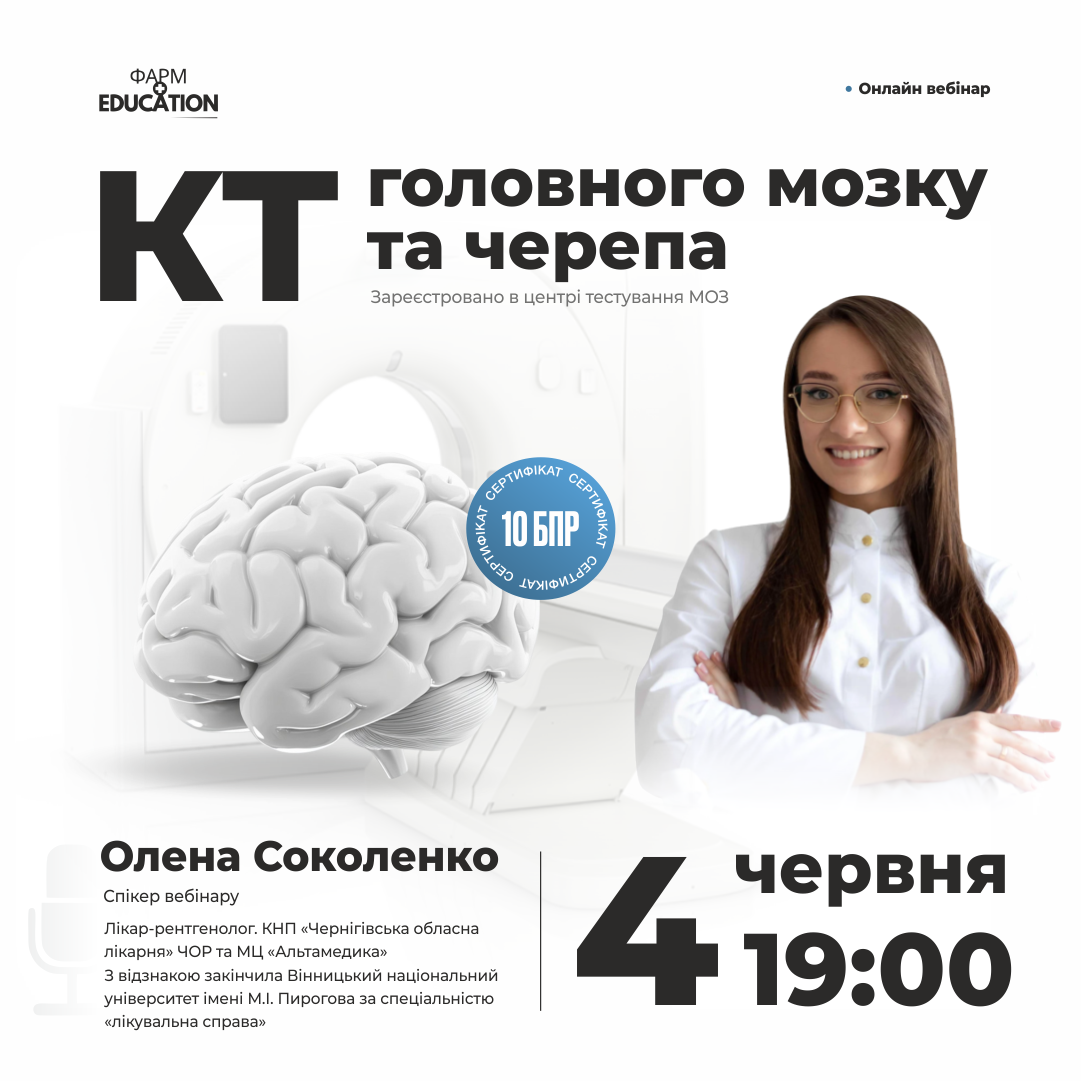 ФАРМ
EDUCATION
Онлайн вебінар
КТ
головного мозку
та черепа
Зареєстровано в центрі тестування МОЗ
СЕРТИФІКАТ СЕРТИФІКАТ СЕРТИФІКАТ СЕРТИФІКАТ
10 БПР
Олена Соколенко
Спікер вебінару
Лікар-рентгенолог. КНП «Чернігівська обласна
лікарня» ЧОР та МЦ «Альтамедика»
З відзнакою закінчила Вінницький національний
університет імені М.І. Пирогова за спеціальністю
«лікувальна справа»
4
червня
19:00